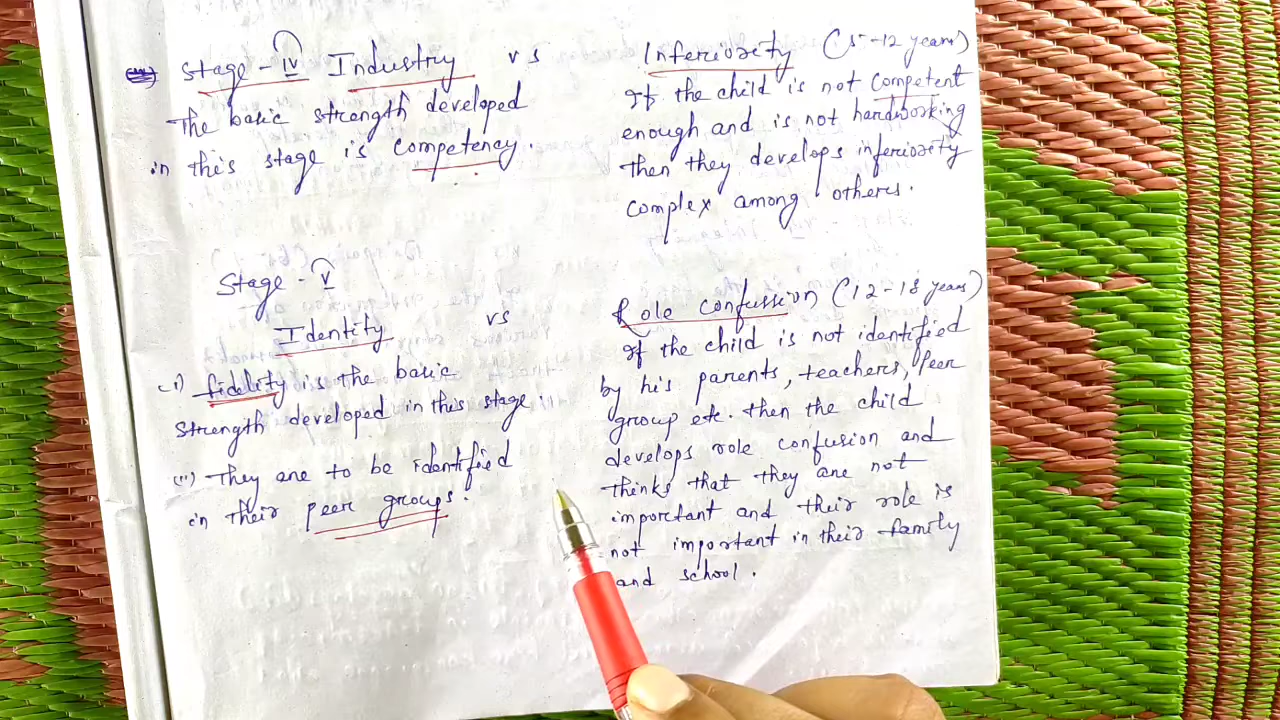 Stage - IV Industry vs Inferiority (5-12 years)
The basic strength developed
in this stage is competency.
If the child is not competent
enough and is not hardworking
then they develops inferiority
complex among others.
Stage - V
Identity vs Role confussion (12-18 years)
(i) fidelity is the basic
strength developed in this stage.
(ii) They are to be identified
in their peer groups.
If the child is not identified
by his parents, teachers, Peer
group etc. then the child
develops role confusion and
thinks that they are not
important and their role is
not important in their family
and school.